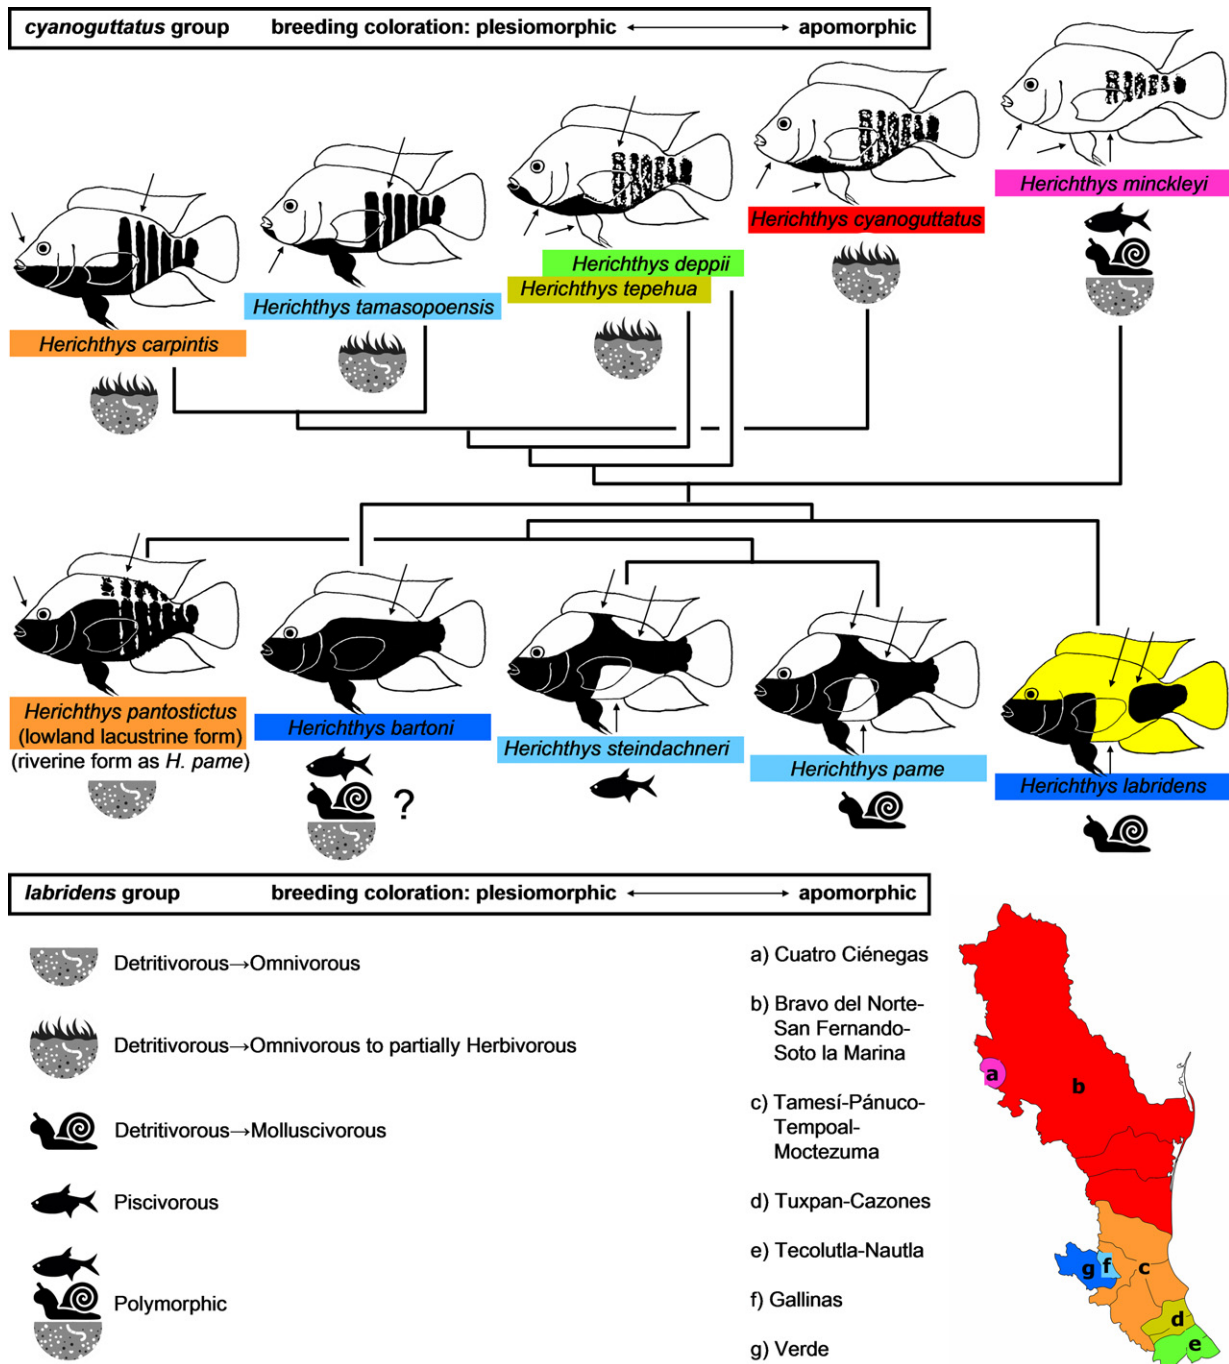 cyanoguttatus group breeding coloration: plesiomorphic ⟷ apomorphic
Herichthys minckleyi
Herichthys cyanoguttatus
Herichthys deppii
Herichthys tepehua
Herichthys tamasopoensis
Herichthys carpintis
Herichthys pantostictus
(lowland lacustrine form)
(riverine form as H. pame)
Herichthys bartoni
?
Herichthys steindachneri
Herichthys pame
Herichthys labridens
labridens group breeding coloration: plesiomorphic ⟷ apomorphic
Detritivorous→Omnivorous
Detritivorous→Omnivorous to partially Herbivorous
Detritivorous→Molluscivorous
Piscivorous
Polymorphic
a) Cuatro Ciénegas
b) Bravo del Norte-
San Fernando-
Soto la Marina
c) Tamesí-Pánuco-
Tempoal-
Moctezuma
d) Tuxpan-Cazones
e) Tecolutla-Nautla
f) Gallinas
g) Verde
a
b
c
g
f
d
e